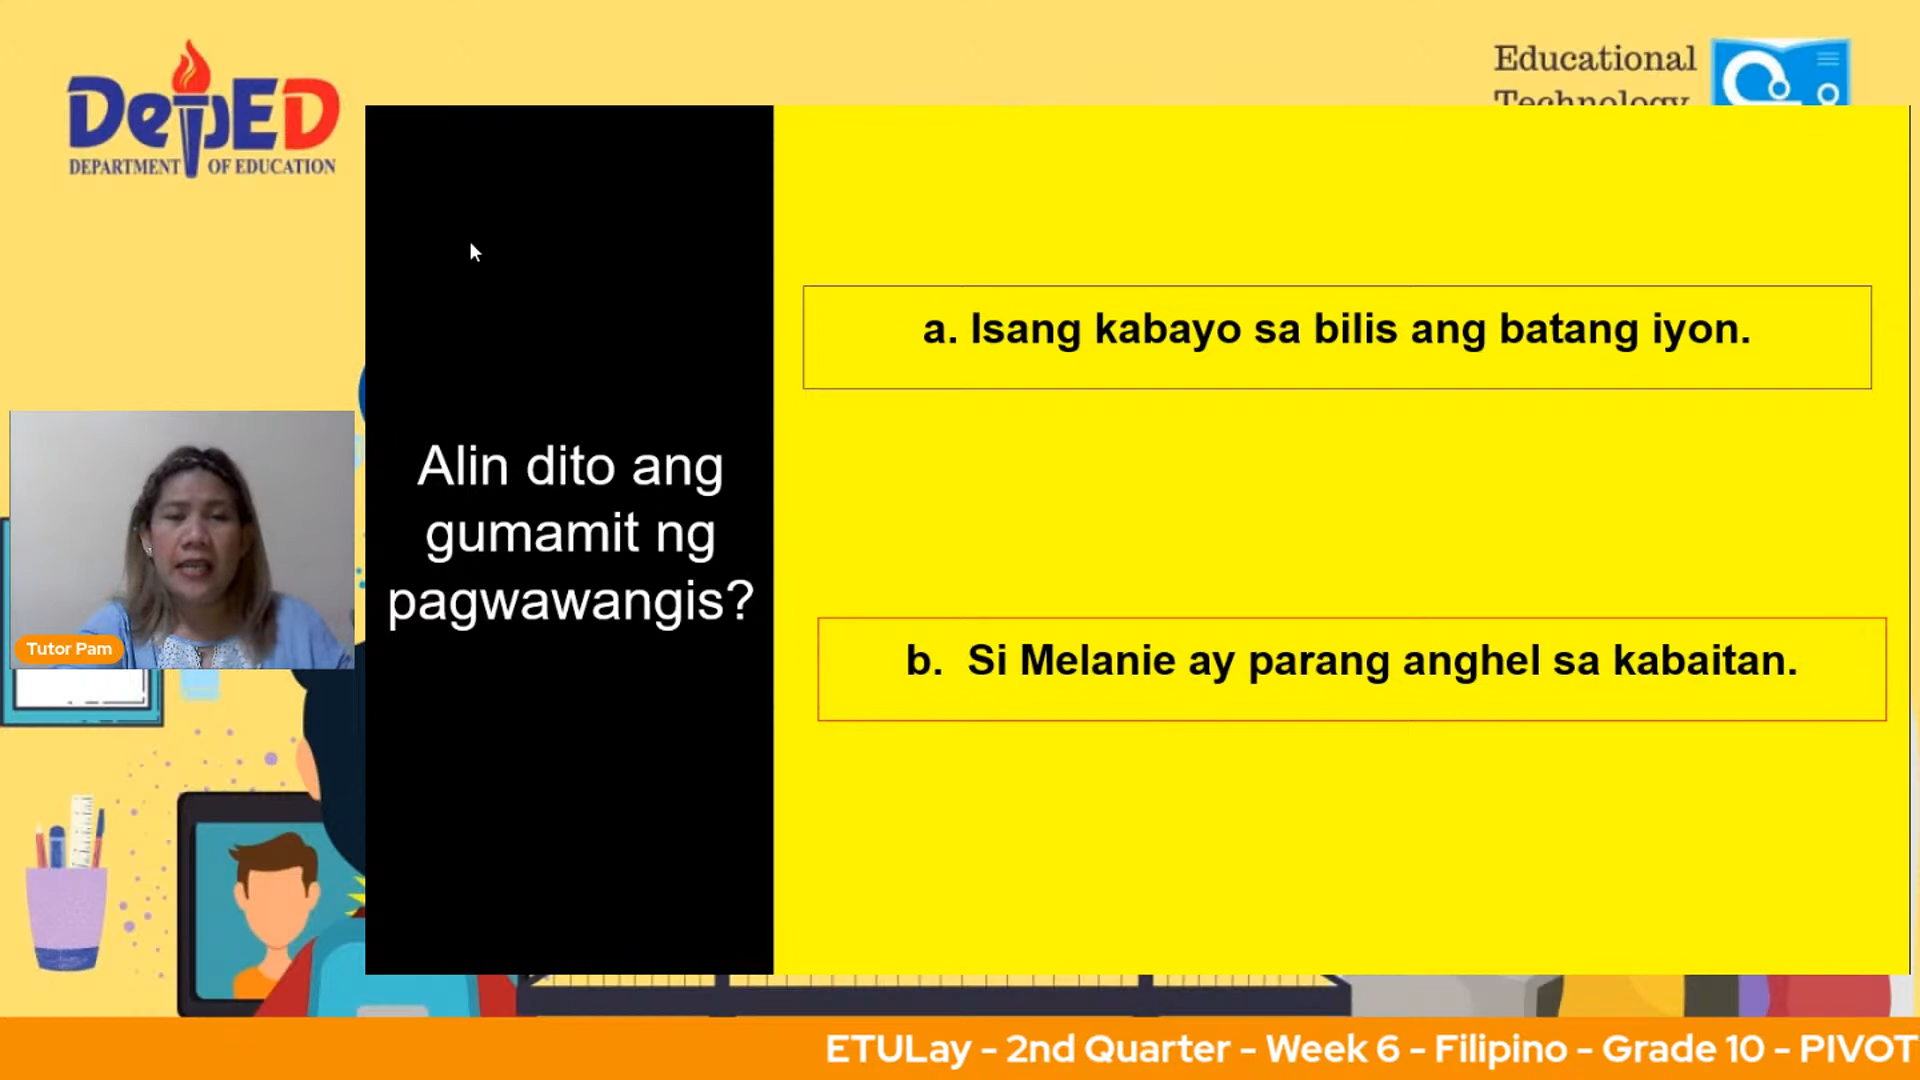 DepED
DEPARTMENT OF EDUCATION
Educational
Technology
Alin dito ang
gumamit ng
pagwawangis?
a. Isang kabayo sa bilis ang batang iyon.
b. Si Melanie ay parang anghel sa kabaitan.
Tutor Pam
ETULay - 2nd Quarter - Week 6 - Filipino - Grade 10 - PIVOT